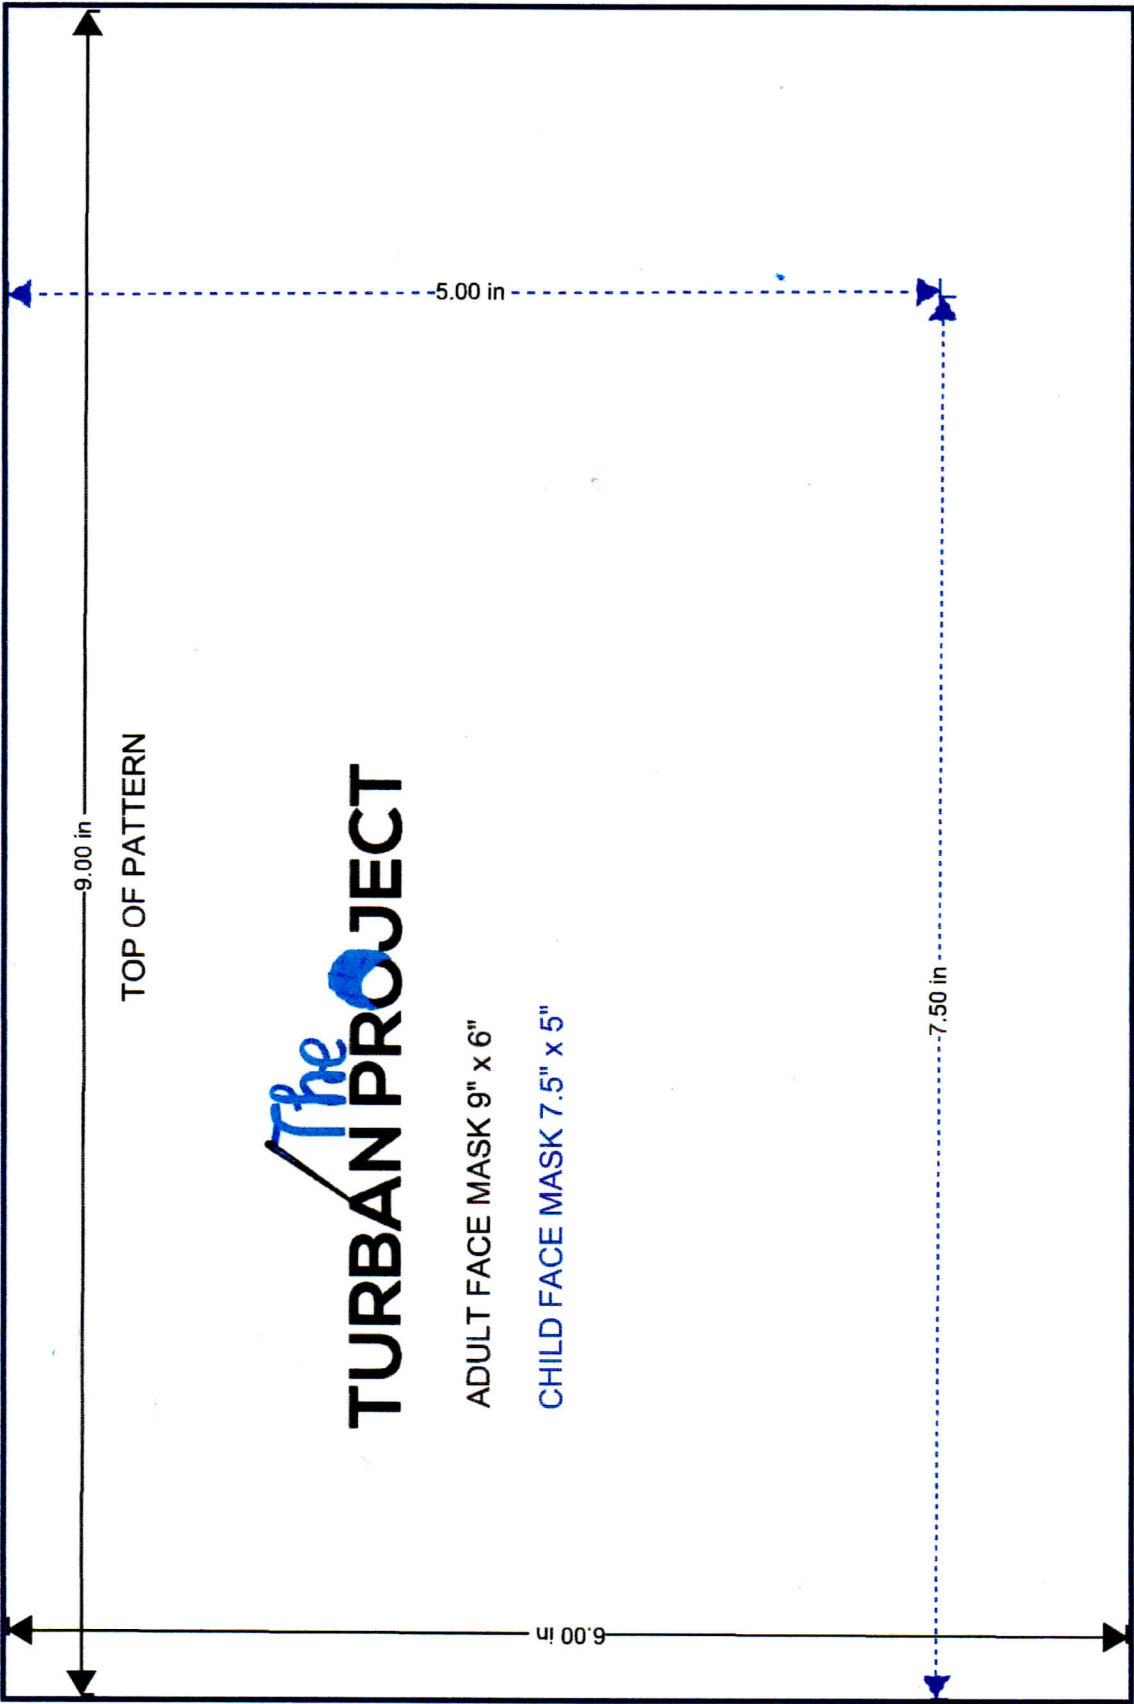 9.00 in
TOP OF PATTERN
The
TURBAN PROJECT
ADULT FACE MASK 9" x 6"
CHILD FACE MASK 7.5" x 5"
5.00 in
7.50 in
6.00 in